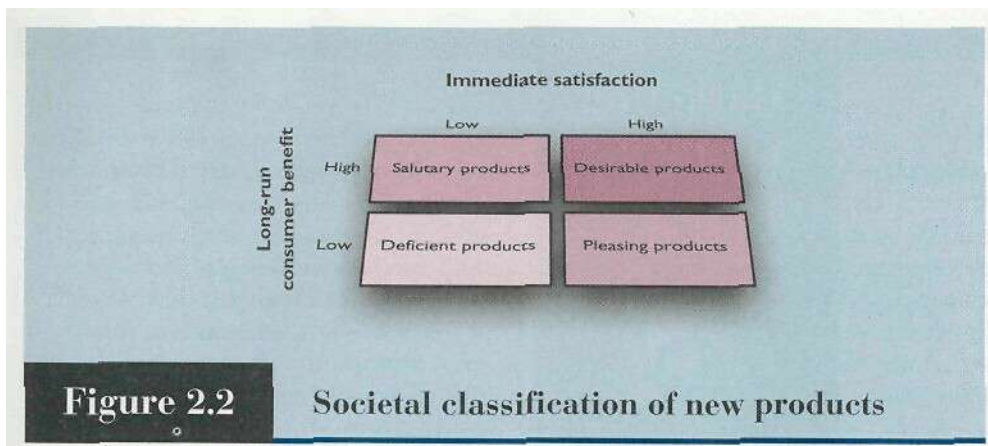 Immediate satisfaction
Low High
Long-run
consumer benefit
High Salutary products Desirable products
Low Deficient products Pleasing products
Figure 2.2 Societal classification of new products